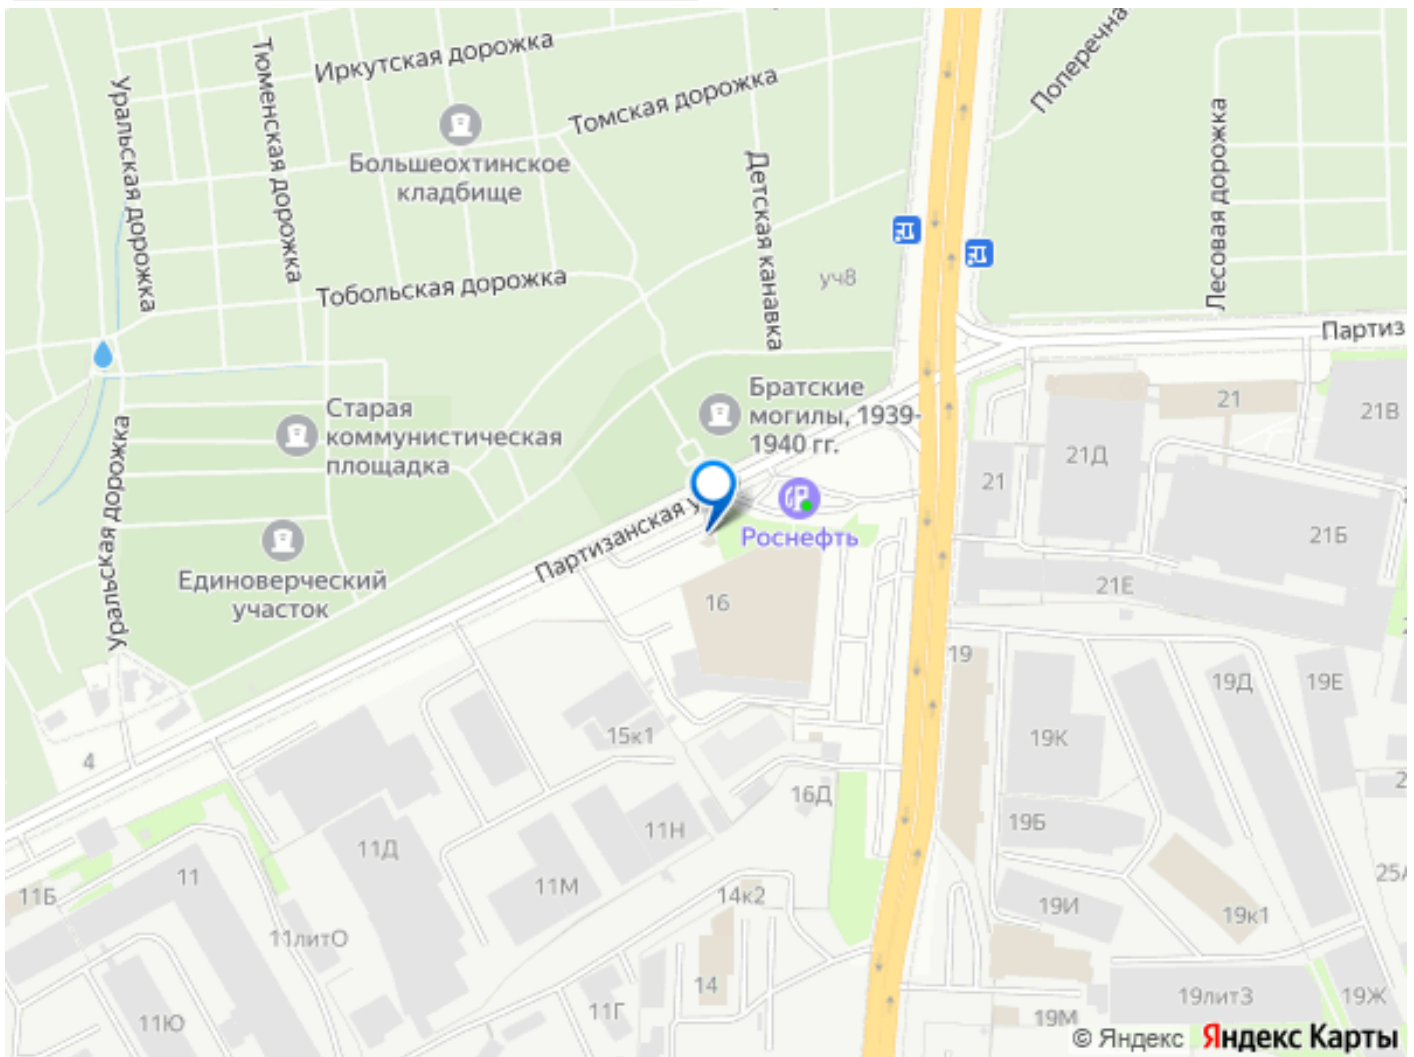 Иркутская дорожка
Тюменская дорожка
Уральская дорожка
Томская дорожка
Поперечна
Лесовая дорожка
Большеохтинское
кладбище
Детская канавка
уч8
Тобольская дорожка
Партиз
Братские
могилы, 1939-
1940 гг.
Старая
коммунистическая
площадка
Уральская дорожка
Единоверческий
участок
Партизанская у
Роснефть
21
21В
21Д
21
21Б
21Е
16
19
19Д
19Е
15к1
19К
4
16Д
11Н
19Б
11Д
11
11М
14к2
25А
11Б
19И
19к1
11литО
14
11Г
19литЗ
19Ж
11Ю
19М
© Яндекс Яндекс Карты